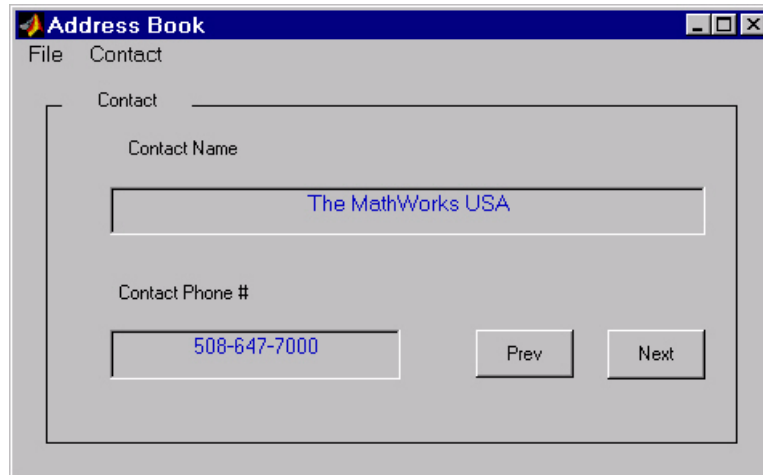 Address Book
File Contact
Contact
Contact Name
The MathWorks USA
Contact Phone #
508-647-7000
Prev Next